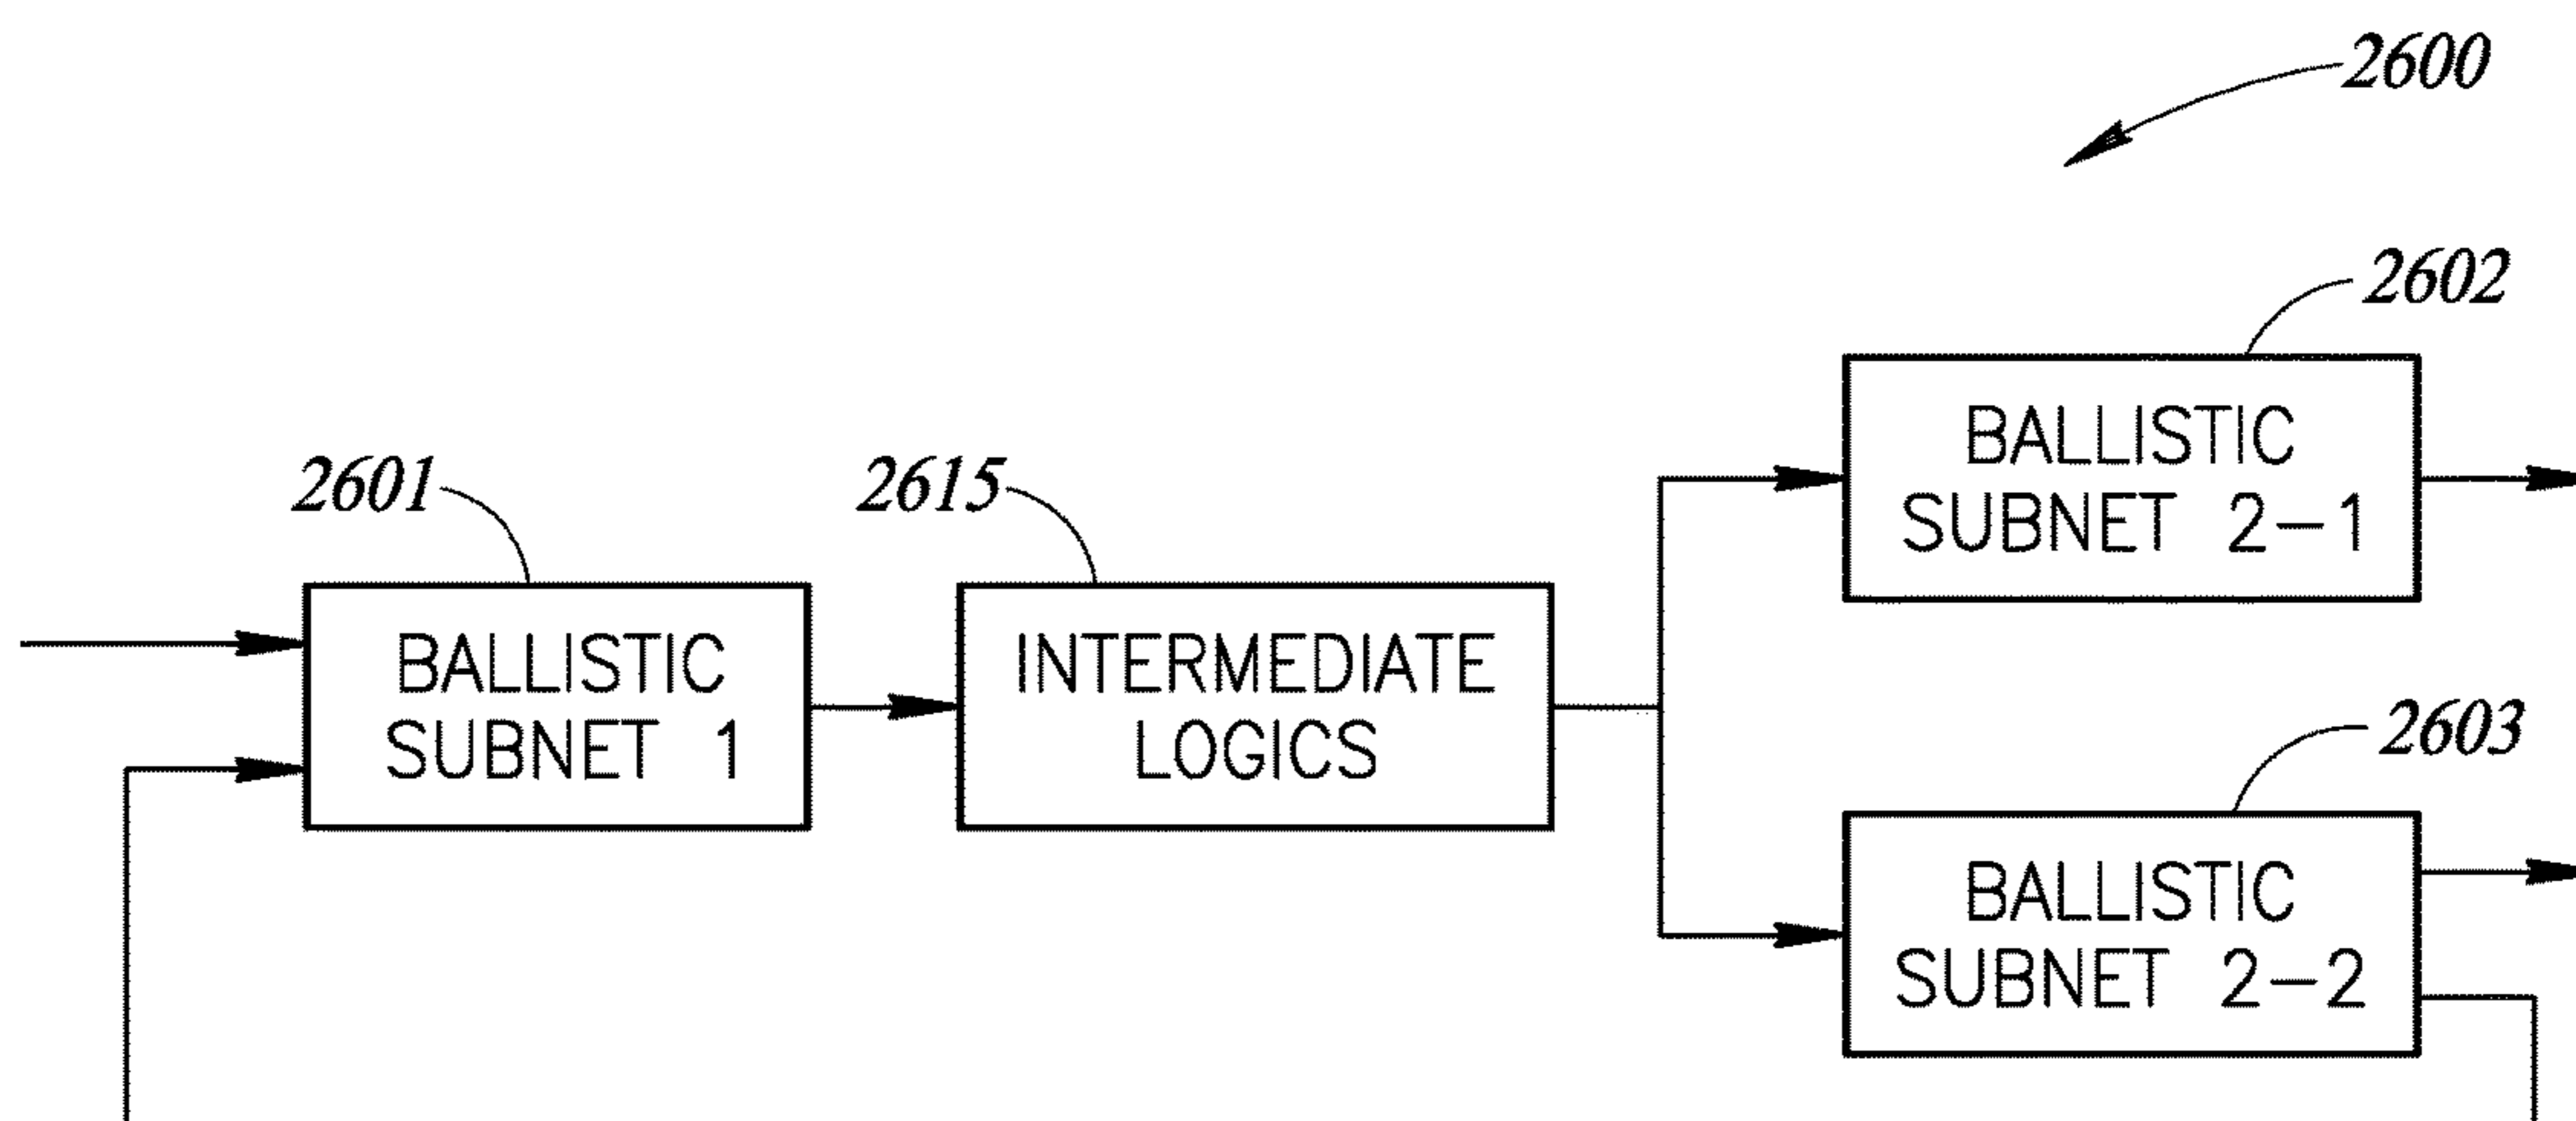 2600
2602
BALLISTIC
SUBNET 2-1
2601
2615
BALLISTIC
SUBNET 1
INTERMEDIATE
LOGICS
2603
BALLISTIC
SUBNET 2-2